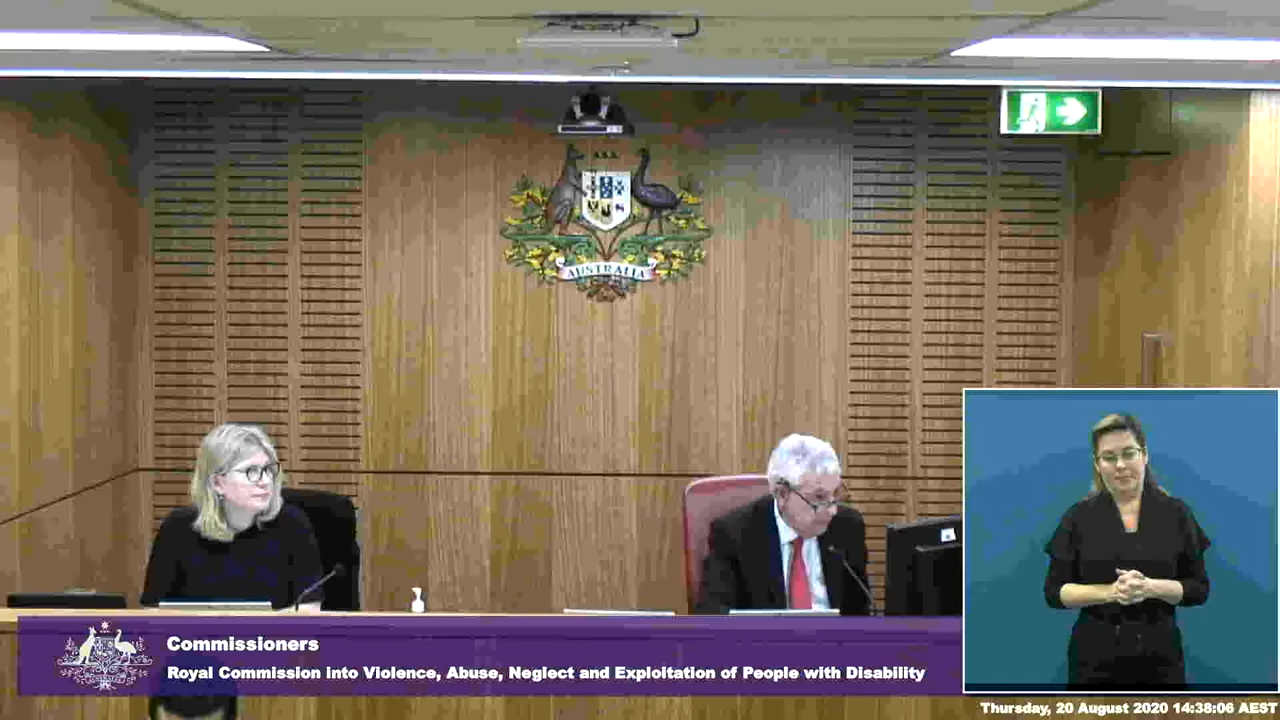 AUSTRALIA
Commissioners
Royal Commission into Violence, Abuse, Neglect and Exploitation of People with Disability
Thursday, 20 August 2020 14:38:06 AEST